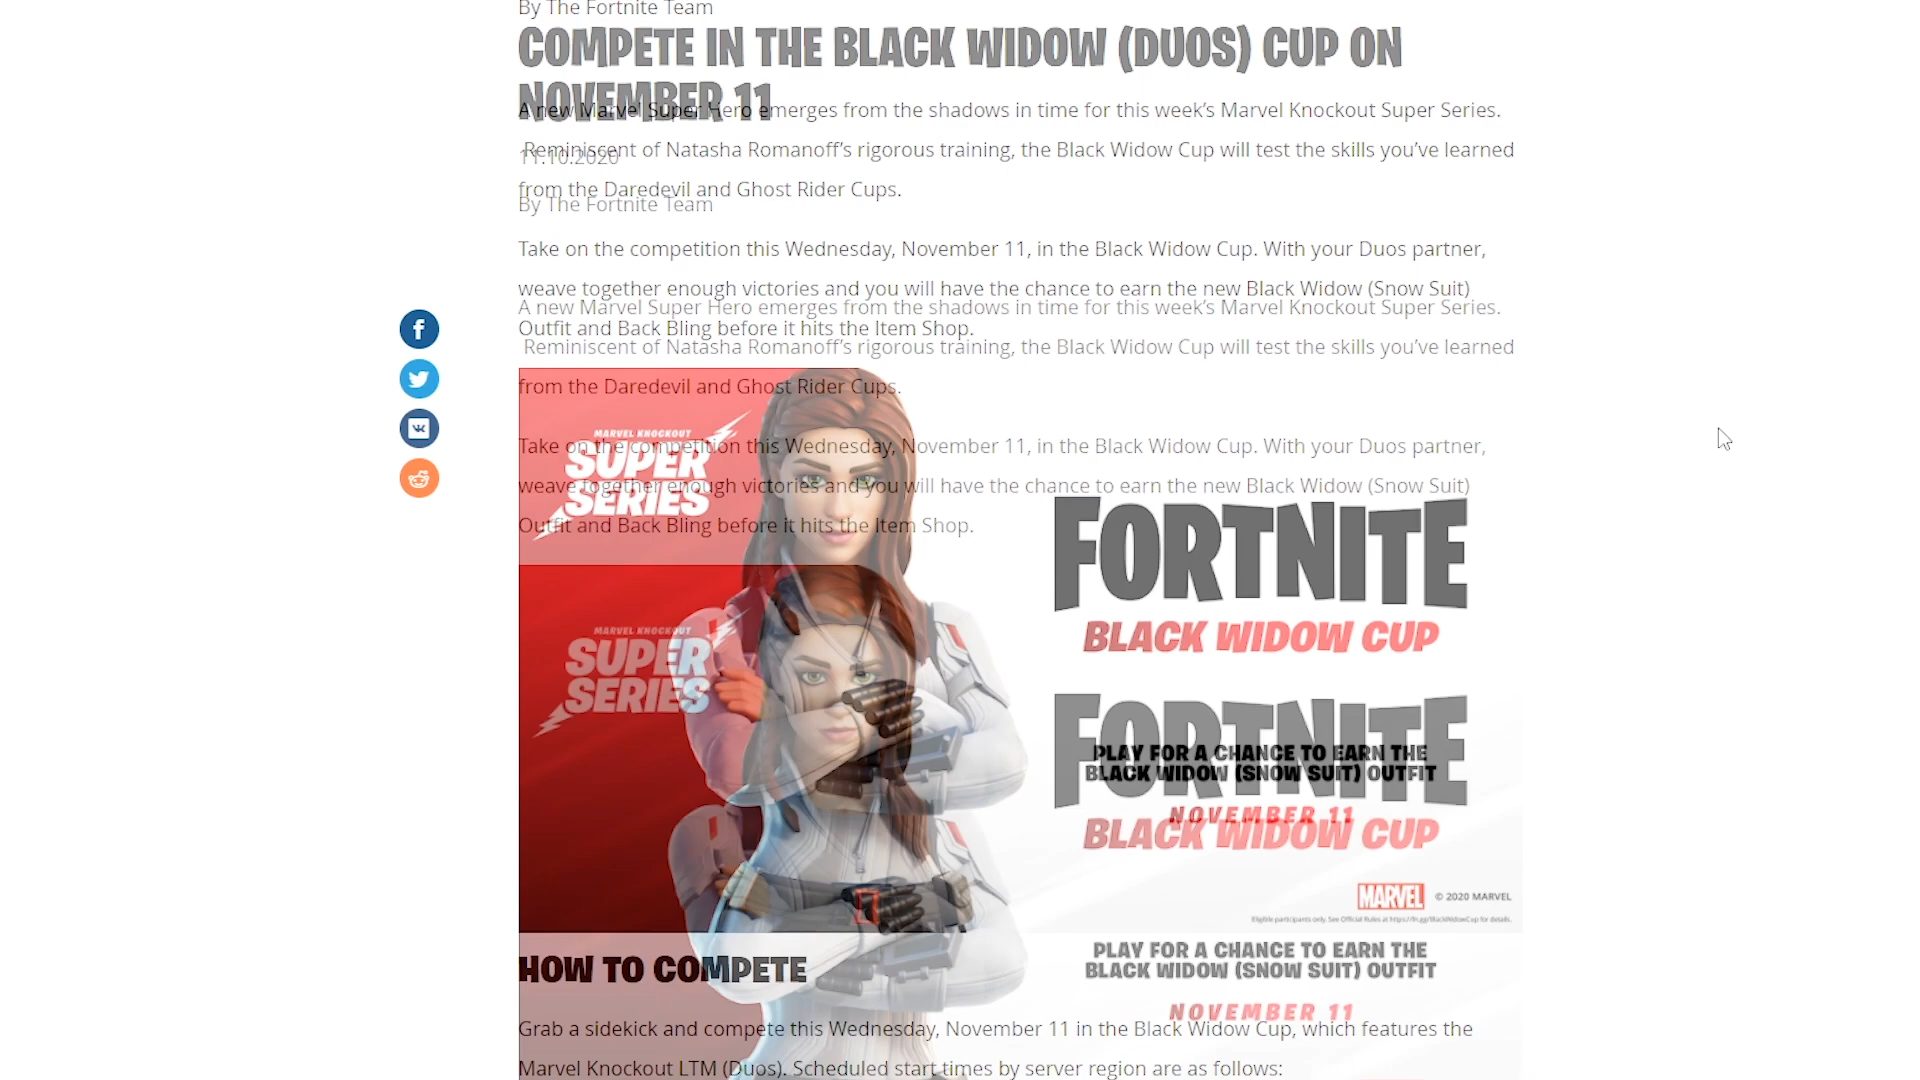 By The Fortnite Team
COMPETE IN THE BLACK WIDOW (DUOS) CUP ON
NOVEMBER 11
A new Marvel Super Hero emerges from the shadows in time for this week’s Marvel Knockout Super Series.
11.10.2020
Reminiscent of Natasha Romanoff’s rigorous training, the Black Widow Cup will test the skills you’ve learned
from the Daredevil and Ghost Rider Cups.
By The Fortnite Team
Take on the competition this Wednesday, November 11, in the Black Widow Cup. With your Duos partner,
weave together enough victories and you will have the chance to earn the new Black Widow (Snow Suit)
A new Marvel Super Hero emerges from the shadows in time for this week’s Marvel Knockout Super Series.
Outfit and Back Bling before it hits the Item Shop.
Reminiscent of Natasha Romanoff’s rigorous training, the Black Widow Cup will test the skills you’ve learned
from the Daredevil and Ghost Rider Cups.
MARVEL KNOCKOUT
SUPER
SERIES
Take on the competition this Wednesday, November 11, in the Black Widow Cup. With your Duos partner,
weave together enough victories and you will have the chance to earn the new Black Widow (Snow Suit)
Outfit and Back Bling before it hits the Item Shop.
FORTNITE
BLACK WIDOW CUP
MARVEL KNOCKOUT
SUPER
SERIES
FORTNITE
PLAY FOR A CHANCE TO EARN THE
BLACK WIDOW (SNOW SUIT) OUTFIT
NOVEMBER 11
BLACK WIDOW CUP
MARVEL © 2020 MARVEL
Eligible participants only. See Official Rules at https://fn.gg/BlackWidowCup for details.
PLAY FOR A CHANCE TO EARN THE
BLACK WIDOW (SNOW SUIT) OUTFIT
NOVEMBER 11
HOW TO COMPETE
Grab a sidekick and compete this Wednesday, November 11 in the Black Widow Cup, which features the
Marvel Knockout LTM (Duos). Scheduled start times by server region are as follows: